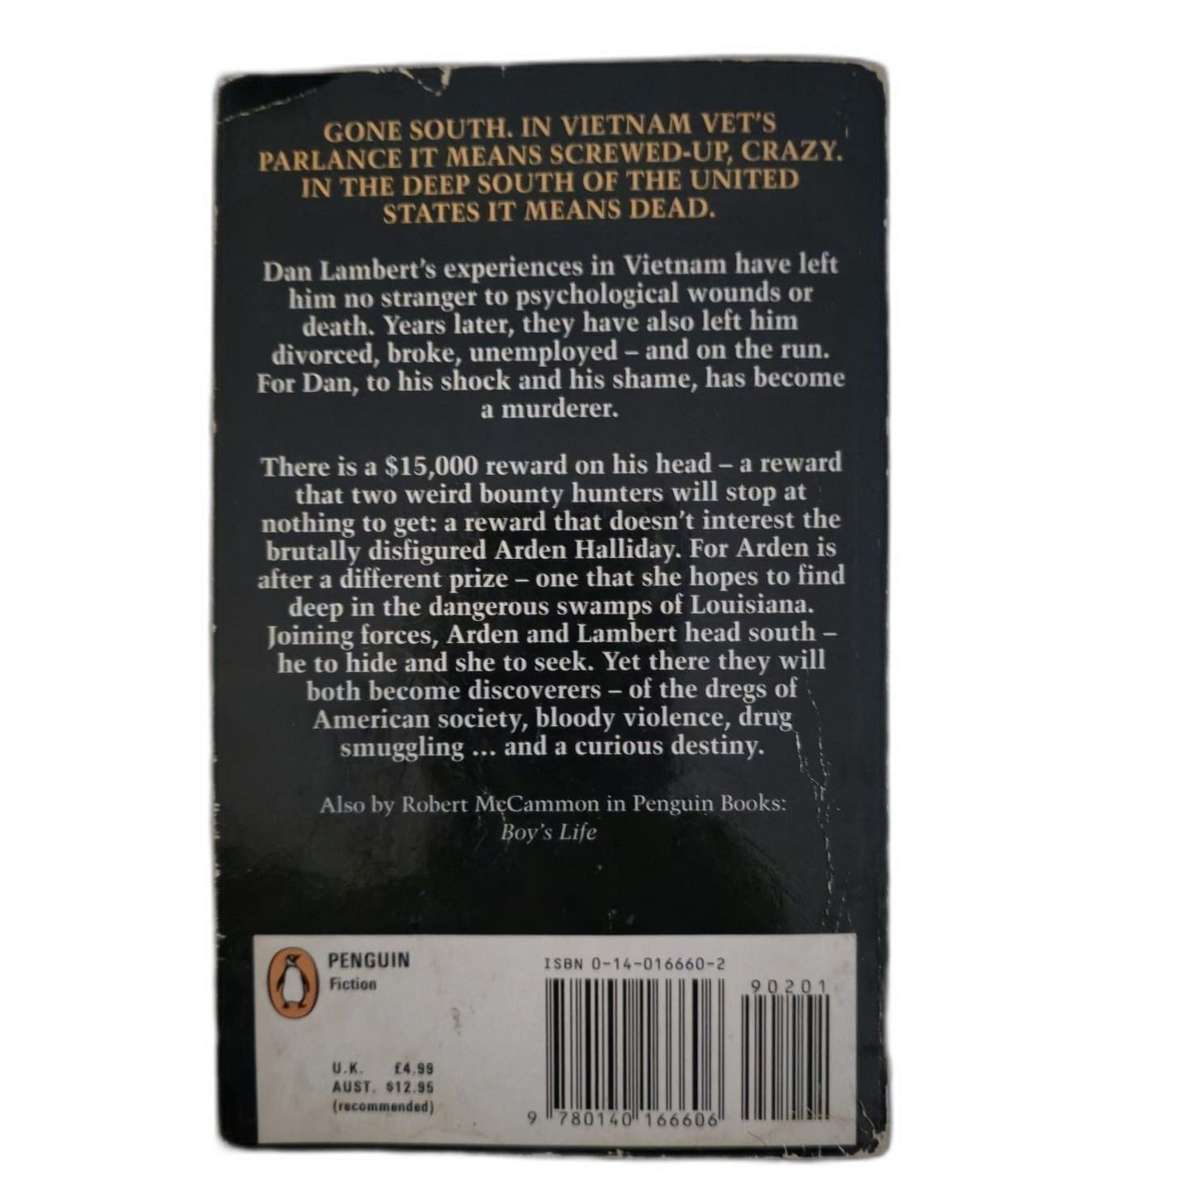 GONE SOUTH. IN VIETNAM VET'S
PARLANCE IT MEANS SCREWED-UP, CRAZY.
IN THE DEEP SOUTH OF THE UNITED
STATES IT MEANS DEAD.
Dan Lambert's experiences in Vietnam have left
him no stranger to psychological wounds or
death. Years later, they have also left him
divorced, broke, unemployed – and on the run.
For Dan, to his shock and his shame, has become
a murderer.
There is a $15,000 reward on his head – a reward
that two weird bounty hunters will stop at
nothing to get: a reward that doesn't interest the
brutally disfigured Arden Halliday. For Arden is
after a different prize – one that she hopes to find
deep in the dangerous swamps of Louisiana.
Joining forces, Arden and Lambert head south –
he to hide and she to seek. Yet there they will
both become discoverers – of the dregs of
American society, bloody violence, drug
smuggling ... and a curious destiny.
Also by Robert McCammon in Penguin Books:
Boy's Life
PENGUIN
Fiction
U.K. £4.99
AUST. $12.95
(recommended)
ISBN 0-14-016660-2
90201
9 780140 166606